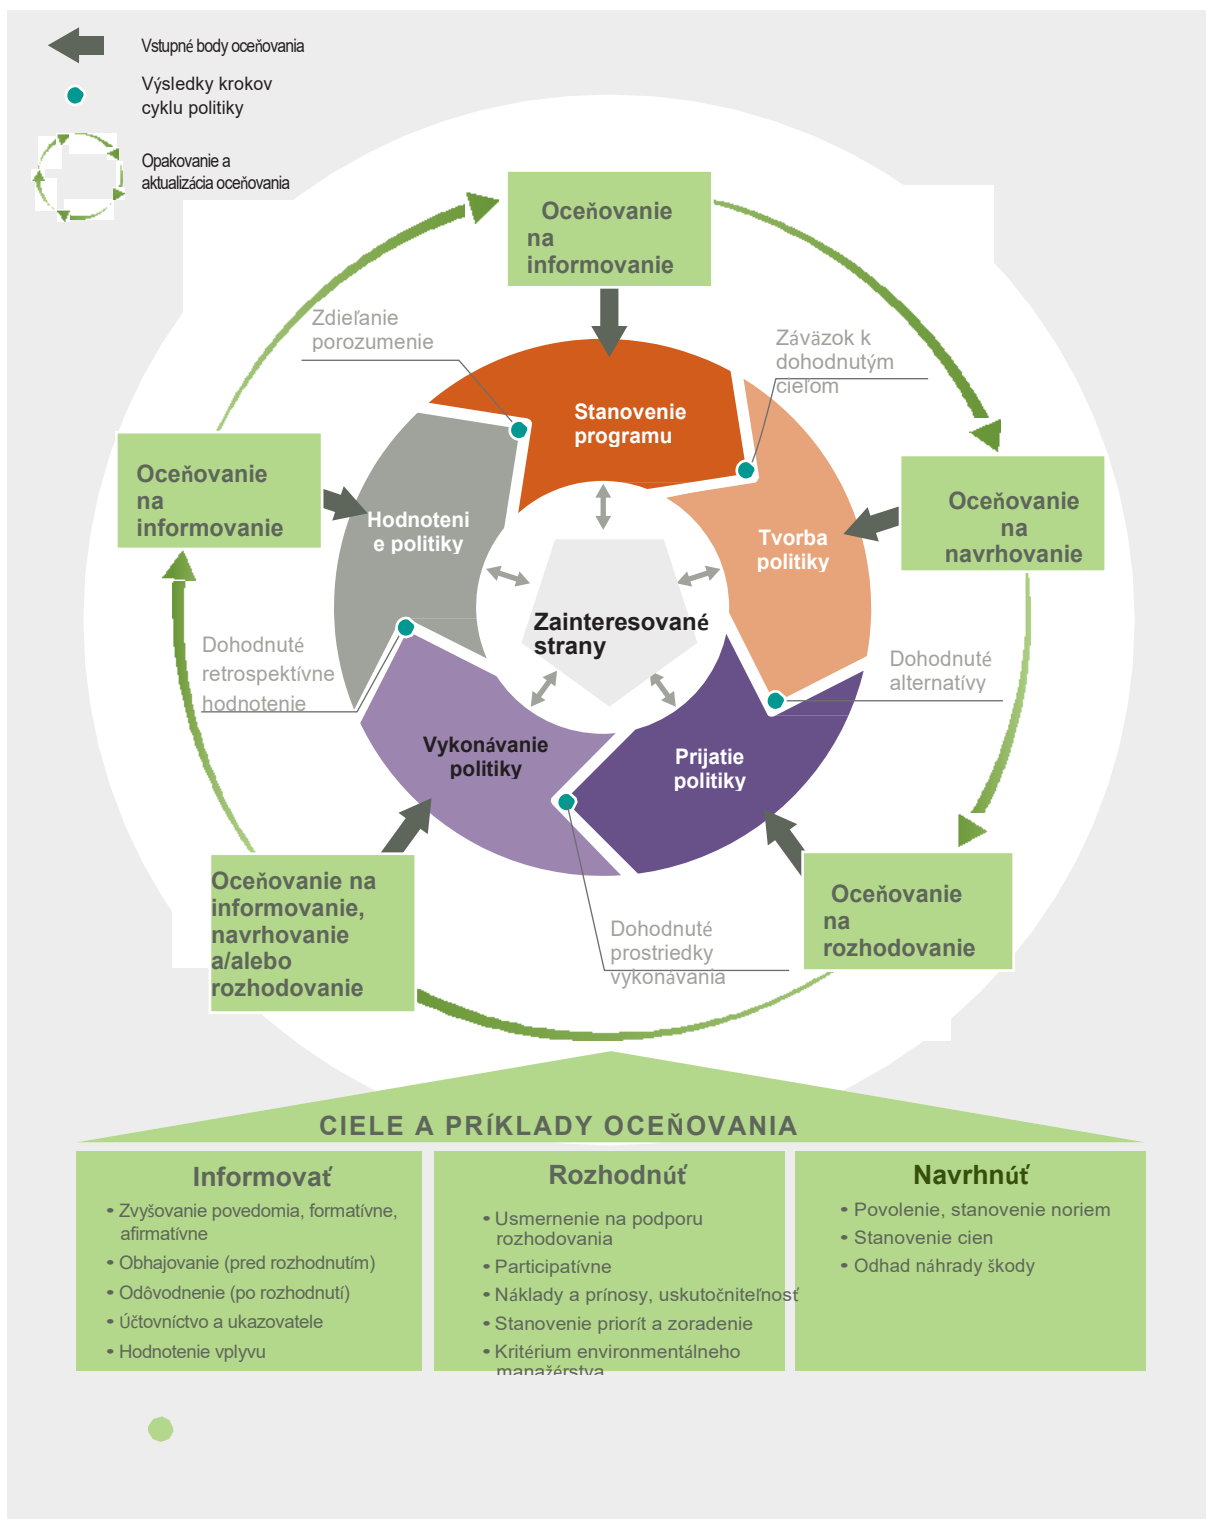 Vstupné body oceňovania
Výsledky krokov
cyklu politiky
Opakovanie a
aktualizácia oceňovania
Oceňovanie
na
informovanie
Zdieľanie
porozumenie
Záväzok k
dohodnutým
cieľom
Stanovenie
programu
Oceňovanie
na
informovanie
Hodnoteni
e politiky
Tvorba
politiky
Oceňovanie
na
navrhovanie
Zainteresované
strany
Dohodnuté
retrospektívne
hodnotenie
Dohodnuté
alternatívy
Vykonávanie
politiky
Prijatie
politiky
Oceňovanie na
informovanie,
navrhovanie
a/alebo
rozhodovanie
Dohodnuté
prostriedky
vykonávania
Oceňovanie
na
rozhodovanie
CIELE A PRÍKLADY OCEŇOVANIA
Informovať
• Zvyšovanie povedomia, formatívne,
afirmatívne
• Obhajovanie (pred rozhodnutím)
• Odôvodnenie (po rozhodnutí)
• Účtovníctvo a ukazovatele
• Hodnotenie vplyvu
Rozhodnúť
• Usmernenie na podporu
rozhodovania
• Participatívne
• Náklady a prínosy, uskutočniteľnosť
• Stanovenie priorít a zoradenie
• Kritérium environmentálneho
manažérstva
Navrhnúť
• Povolenie, stanovenie noriem
• Stanovenie cien
• Odhad náhrady škody